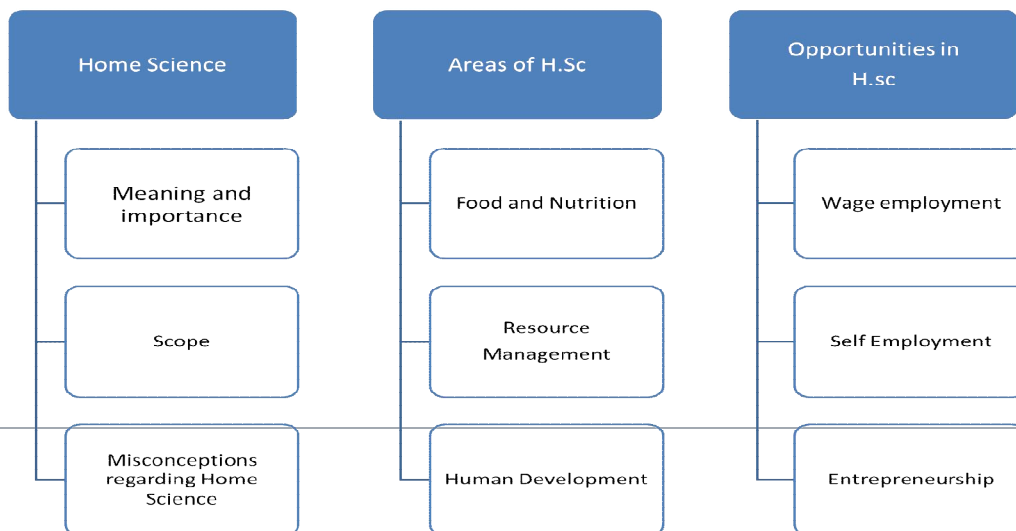 Home Science
Meaning and
importance
Scope
Misconceptions
regarding Home
Science
Areas of H.Sc
Food and Nutrition
Resource
Management
Human Development
Opportunities in
H.sc
Wage employment
Self Employment
Entrepreneurship